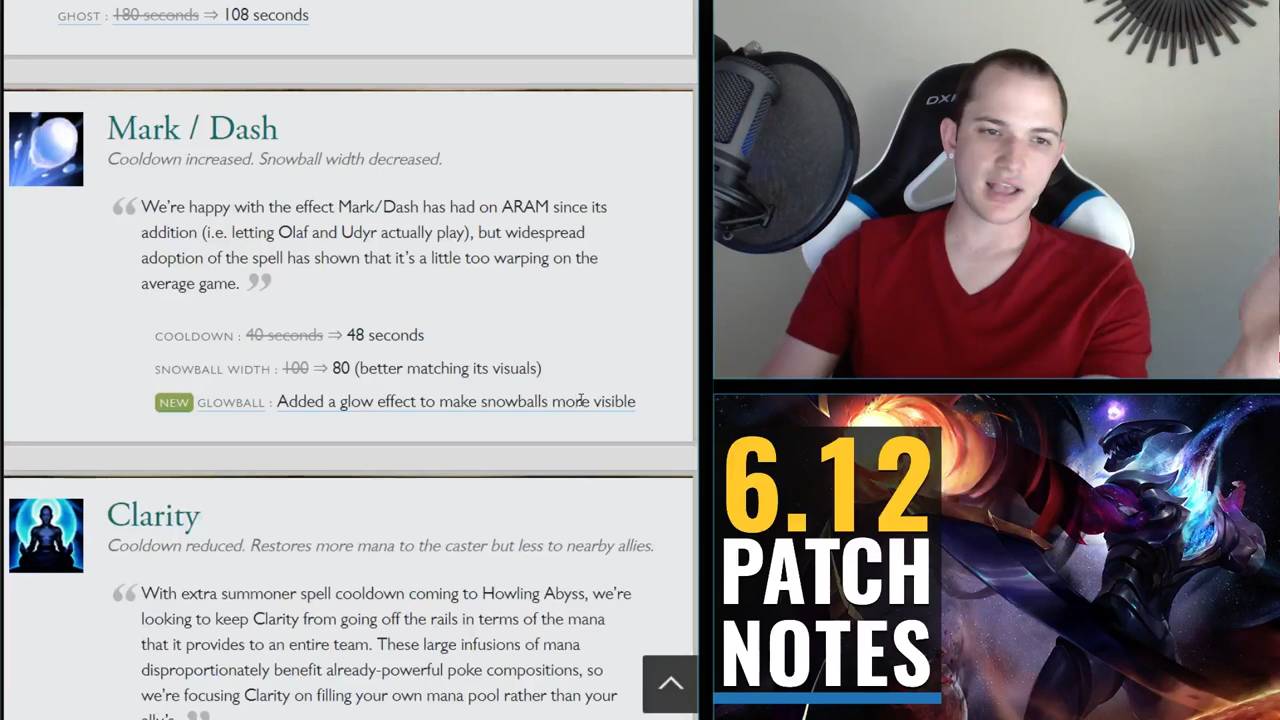 GHOST : 180 seconds ⇒ 108 seconds
Mark / Dash
Cooldown increased. Snowball width decreased.
“ We’re happy with the effect Mark/Dash has had on ARAM since its
addition (i.e. letting Olaf and Udyr actually play), but widespread
adoption of the spell has shown that it’s a little too warping on the
average game. ”
COOLDOWN : 40 seconds ⇒ 48 seconds
SNOWBALL WIDTH : 100 ⇒ 80 (better matching its visuals)
NEW GLOWBALL : Added a glow effect to make snowballs more visible
Clarity
Cooldown reduced. Restores more mana to the caster but less to nearby allies.
“ With extra summoner spell cooldown coming to Howling Abyss, we’re
looking to keep Clarity from going off the rails in terms of the mana
that it provides to an entire team. These large infusions of mana
disproportionately benefit already-powerful poke compositions, so
we’re focusing Clarity on filling your own mana pool rather than your
ally’s. ”
6.12
PATCH
NOTES